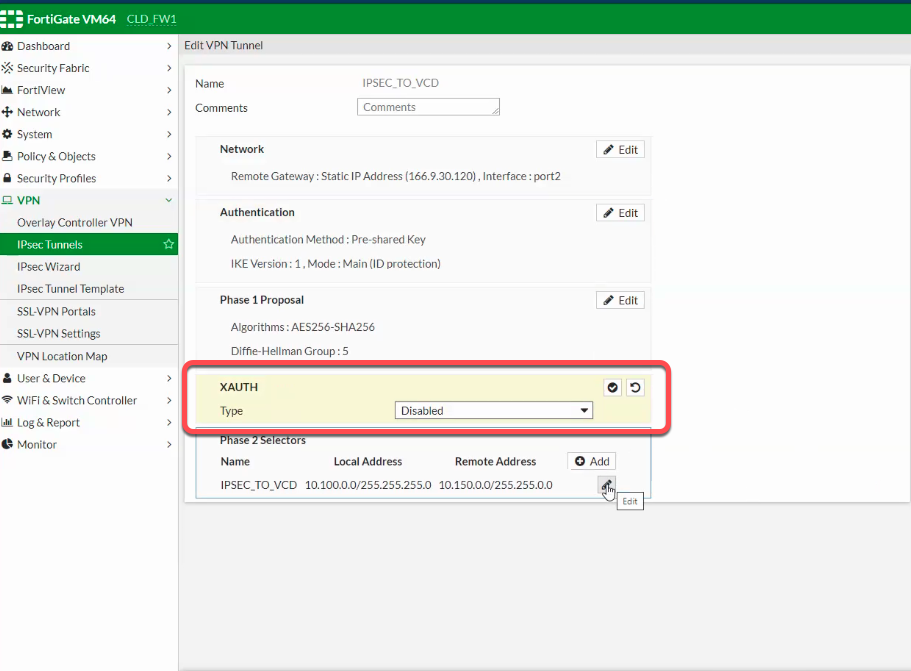 FortiGate VM64 CLD_FW1
Dashboard
Security Fabric
FortiView
Network
System
Policy & Objects
Security Profiles
VPN
Overlay Controller VPN
IPsec Tunnels
IPsec Wizard
IPsec Tunnel Template
SSL-VPN Portals
SSL-VPN Settings
VPN Location Map
User & Device
WiFi & Switch Controller
Log & Report
Monitor
Edit VPN Tunnel
Name IPSEC_TO_VCD
Comments Comments
Network Edit
Remote Gateway : Static IP Address (166.9.30.120) , Interface : port2
Authentication Edit
Authentication Method : Pre-shared Key
IKE Version : 1 , Mode : Main (ID protection)
Phase 1 Proposal Edit
Algorithms : AES256-SHA256
Diffie-Hellman Group : 5
XAUTH
Type Disabled
Phase 2 Selectors
Name Local Address Remote Address Add
IPSEC_TO_VCD 10.100.0.0/255.255.255.0 10.150.0.0/255.255.0.0
Edit